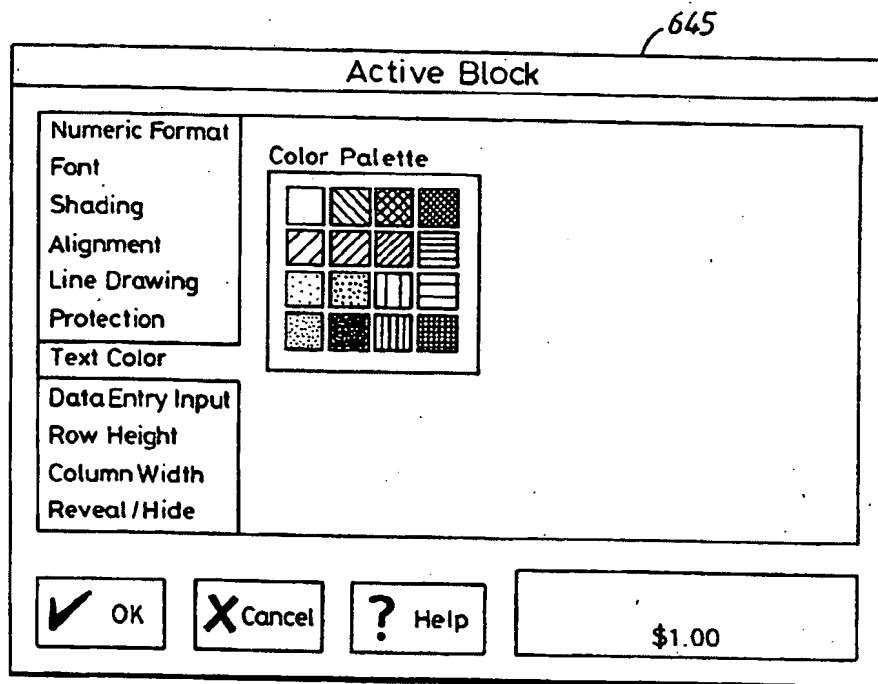 645
Active Block
Numeric Format
Font
Shading
Alignment
Line Drawing
Protection
Text Color
Data Entry Input
Row Height
Column Width
Reveal/Hide
Color Palette
OK
Cancel
? Help
$1.00